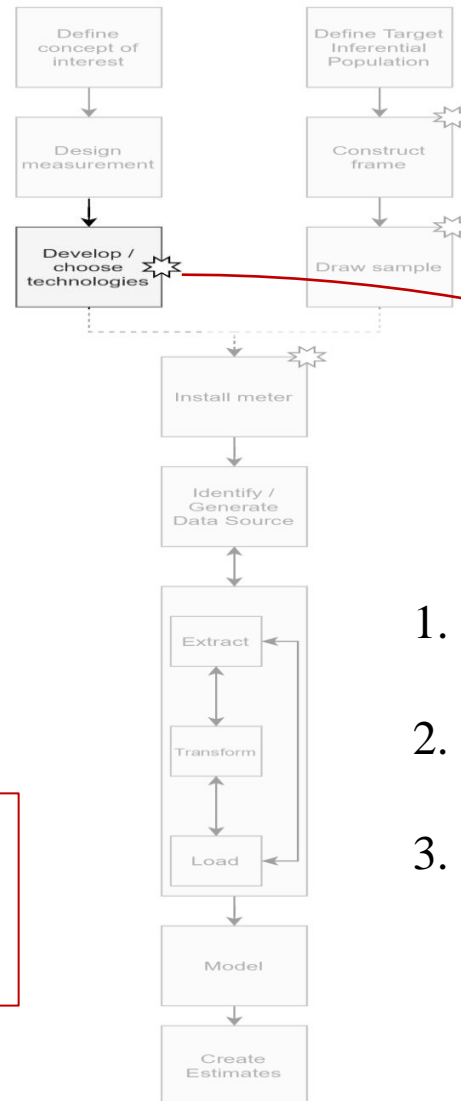 Define
concept of
interest
Define Target
Inferential
Population
Design
measurement
Construct
frame
Develop /
choose
technologies
Draw sample
Install meter
Identify /
Generate
Data Source
Extract
Transform
Load
Model
Create
Estimates
1.
2.
3.